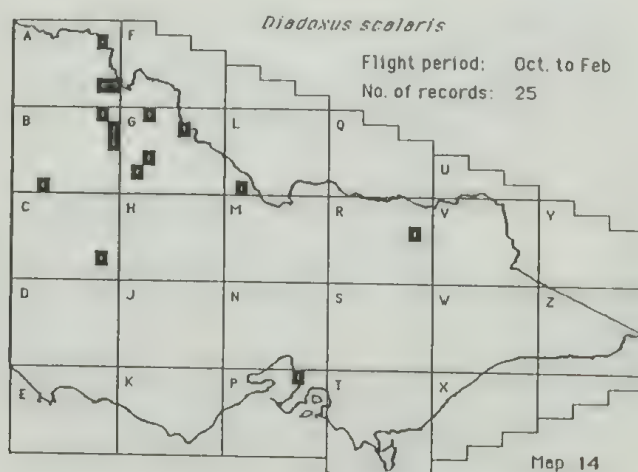 Diadoxus scalaris
Flight period: Oct. to Feb
No. of records: 25
A F
B G L Q
U
C H M R V Y
D J N S W Z
E K P T X
Map 14